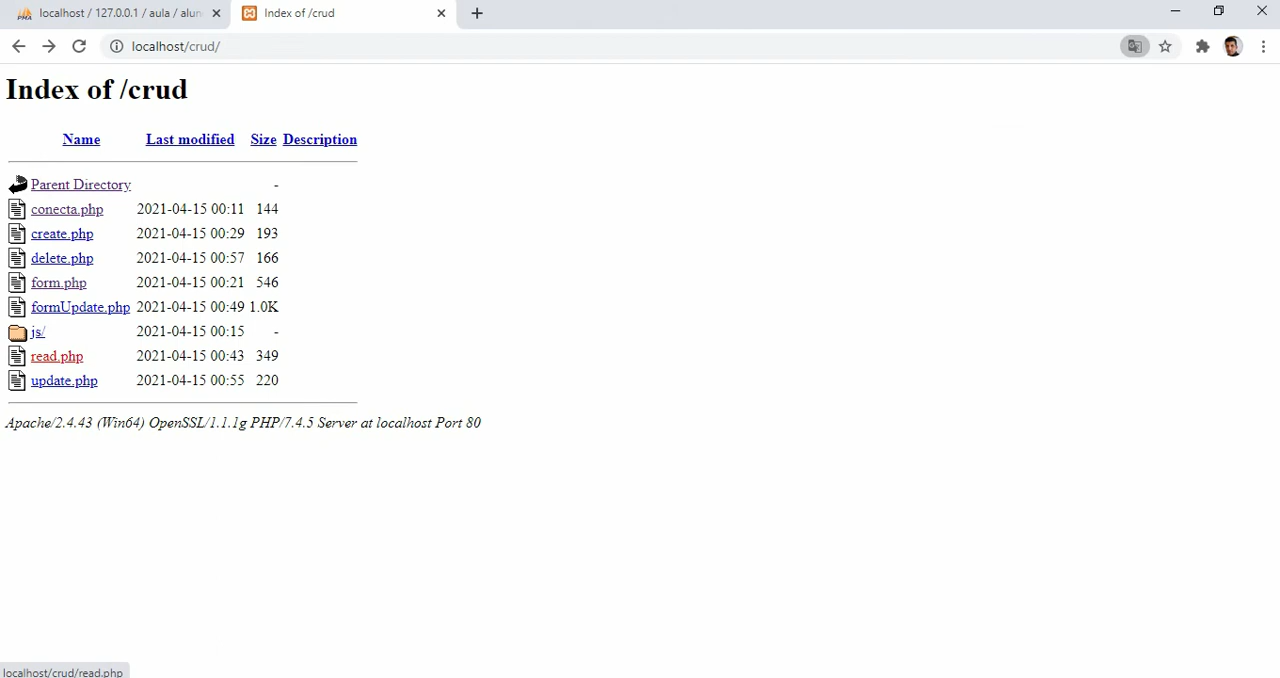 localhost / 127.0.0.1 / aula / alun
Index of /crud
localhost/crud/
Index of /crud
Name Last modified Size Description
Parent Directory -
conecta.php 2021-04-15 00:11 144
create.php 2021-04-15 00:29 193
delete.php 2021-04-15 00:57 166
form.php 2021-04-15 00:21 546
formUpdate.php 2021-04-15 00:49 1.0K
js/ 2021-04-15 00:15 -
read.php 2021-04-15 00:43 349
update.php 2021-04-15 00:55 220
Apache/2.4.43 (Win64) OpenSSL/1.1.1g PHP/7.4.5 Server at localhost Port 80
localhost/crud/read.php